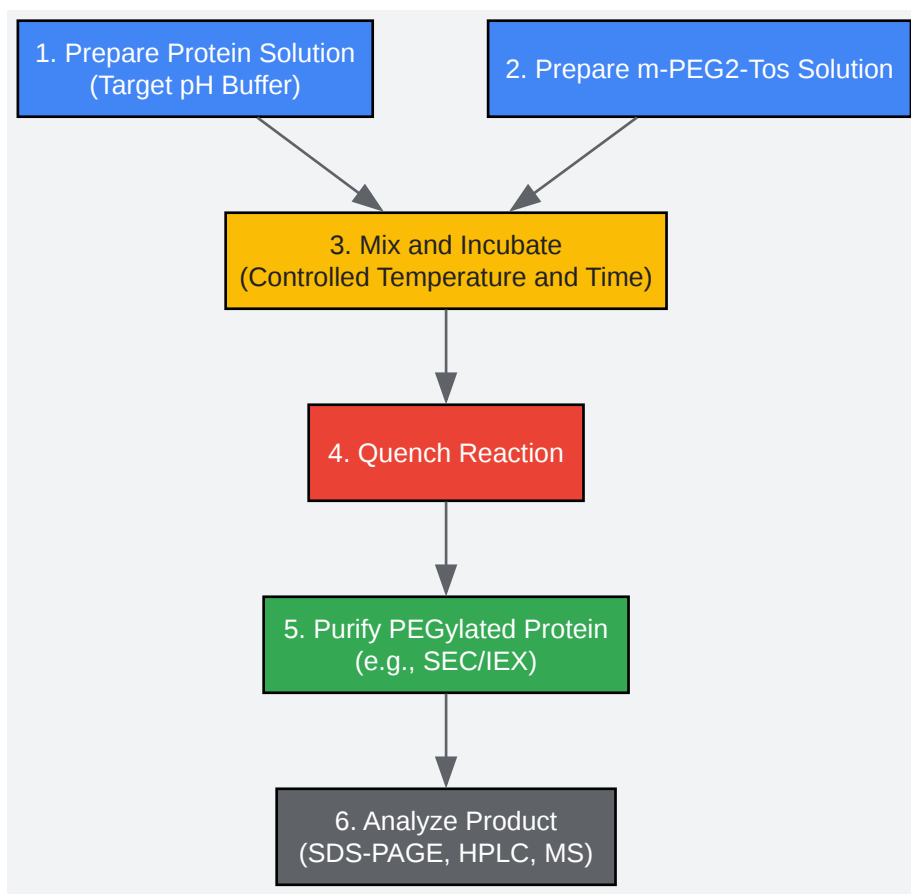 1. Prepare Protein Solution
(Target pH Buffer)
2. Prepare m-PEG2-Tos Solution
3. Mix and Incubate
(Controlled Temperature and Time)
4. Quench Reaction
5. Purify PEGylated Protein
(e.g., SEC/IEX)
6. Analyze Product
(SDS-PAGE, HPLC, MS)